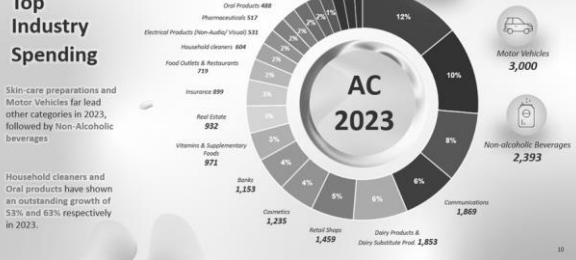 Top
Industry
Spending
Skin-care preparations and
Motor Vehicles far lead
other categories in 2023,
followed by Non-Alcoholic
beverages
Household cleaners and
Oral products have shown
an outstanding growth of
53% and 63% respectively
in 2023.
Oral Products 488
Pharmaceuticals 517
Electrical Products (Non-Audio/ Visual) 531
Household cleaners 604
Food Outlets & Restaurants
719
Insurance 899
Real Estate
932
Vitamins & Supplementary
Foods
971
Banks
1,153
Cosmetics
1,235
Retail Shops
1,459
Dairy Products &
Dairy Substitute Prod. 1,853
Communications
1,869
12%
10%
8%
6%
6%
5%
4%
4%
3%
3%
3%
2%
2%
2%
2%
2%
2%
1%
AC
2023
Motor Vehicles
3,000
Non-alcoholic Beverages
2,393
10